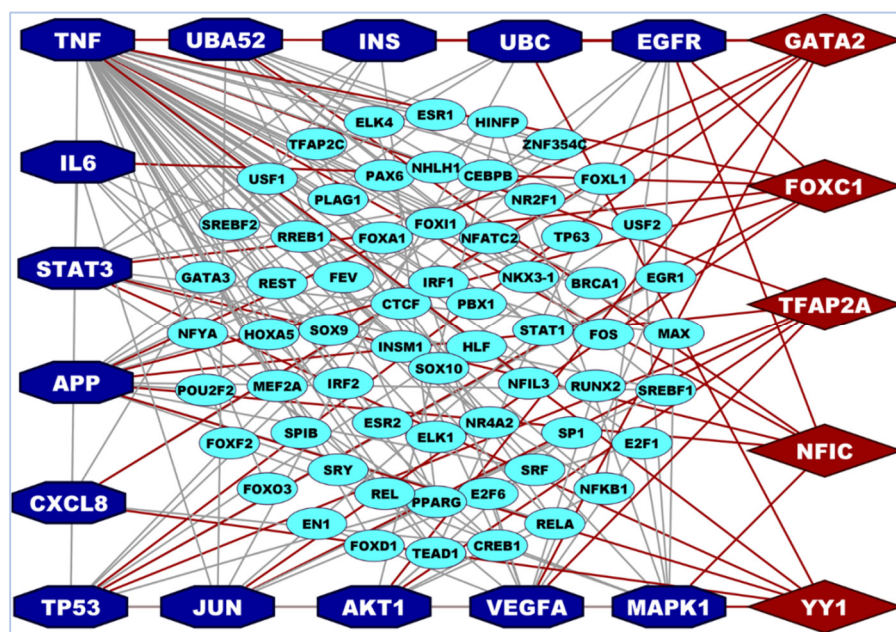 TNF UBA52 INS UBC EGFR GATA2
ELK4 ESR1 HINFP
TFAP2C ZNF354C
IL6 USF1 PAX6 NHLH1 CEBPB FOXL1 FOXC1
PLAG1 NR2F1
SREBF2 RREB1 FOXA1 FOXI1 NFATC2 TP63 USF2
STAT3 GATA3 REST FEV IRF1 NKX3-1 BRCA1 EGR1
CTCF PBX1 TFAP2A
NFYA HOXA5 SOX9 INSM1 HLF STAT1 FOS MAX
SOX10
APP POU2F2 MEF2A IRF2 NFIL3 RUNX2 SREBF1
ESR2 NR4A2
FOXF2 SPIB ELK1 SP1 E2F1 NFIC
SRY SRF
CXCL8 FOXO3 REL PPARG E2F6 NFKB1
EN1 RELA
FOXD1 TEAD1 CREB1
TP53 JUN AKT1 VEGFA MAPK1 YY1